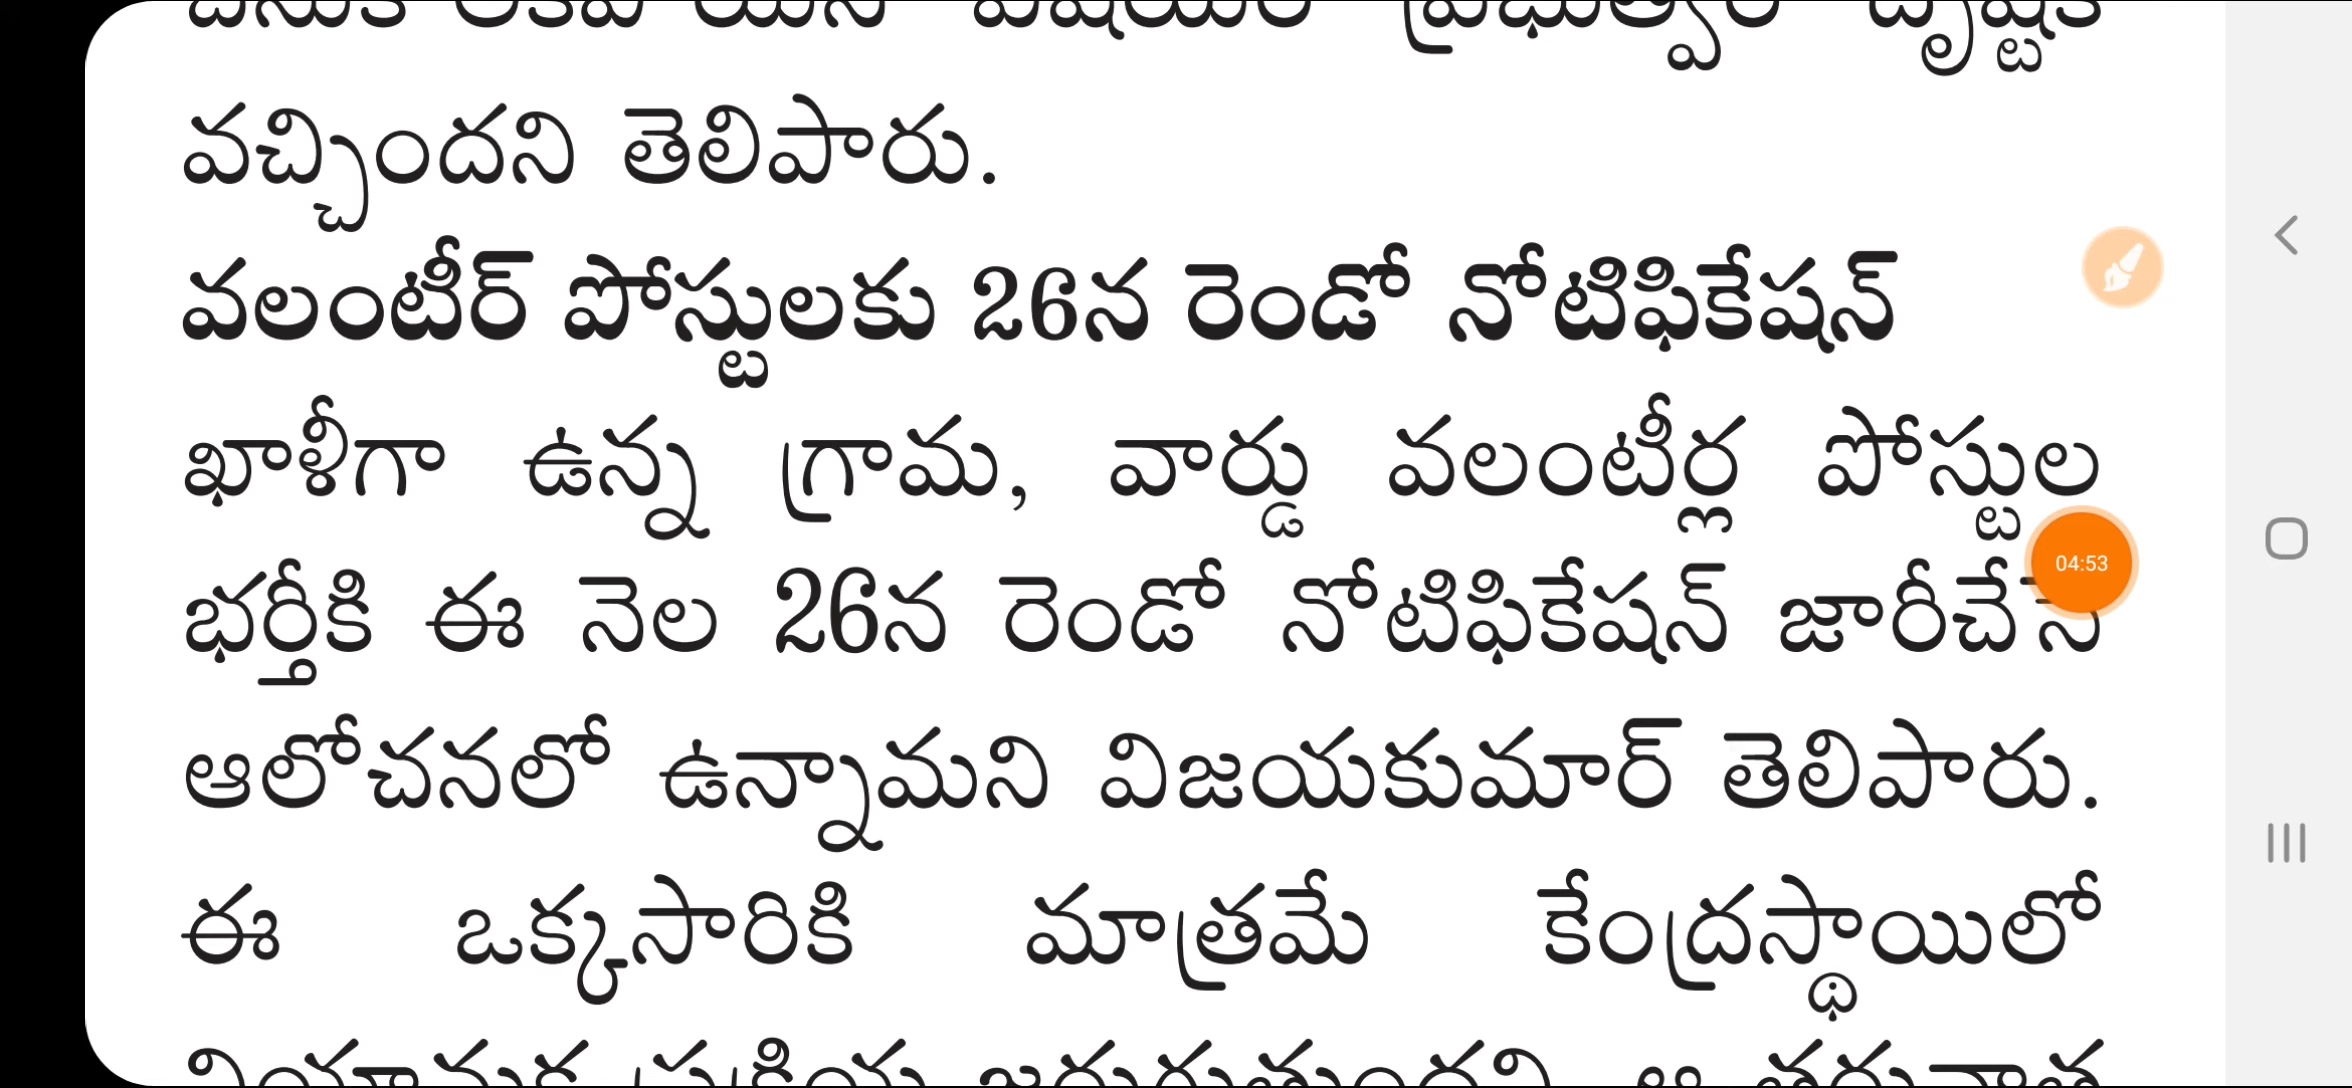 వచ్చిందని తెలిపారు.
వలంటీర్ పోస్టులకు 26న రెండో నోటిఫికేషన్
ఖాళీగా ఉన్న గ్రామ, వార్డు వలంటీర్ల పోస్టుల
04:53
భర్తీకి ఈ నెల 26న రెండో నోటిఫికేషన్ జారీచేసే
ఆలోచనలో ఉన్నామని విజయకుమార్ తెలిపారు.
ఈ ఒక్కసారికి మాత్రమే కేంద్రస్థాయిలో